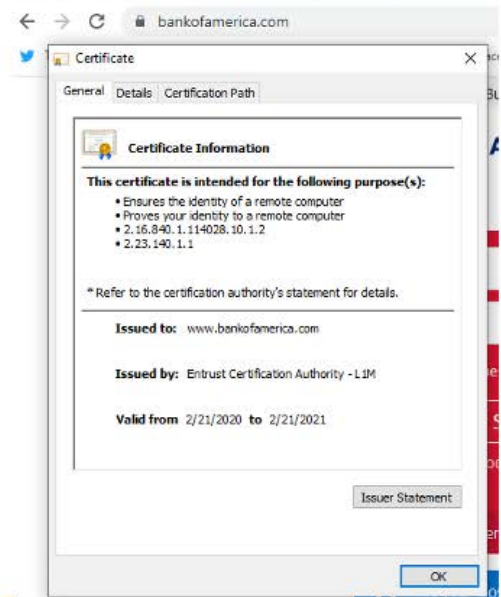 bankofamerica.com
Certificate
General Details Certification Path
Certificate Information
This certificate is intended for the following purpose(s):
• Ensures the identity of a remote computer
• Proves your identity to a remote computer
• 2.16.840.1.114028.10.1.2
• 2.23.140.1.1
* Refer to the certification authority's statement for details.
Issued to: www.bankofamerica.com
Issued by: Entrust Certification Authority - L1M
Valid from 2/21/2020 to 2/21/2021
Issuer Statement
OK